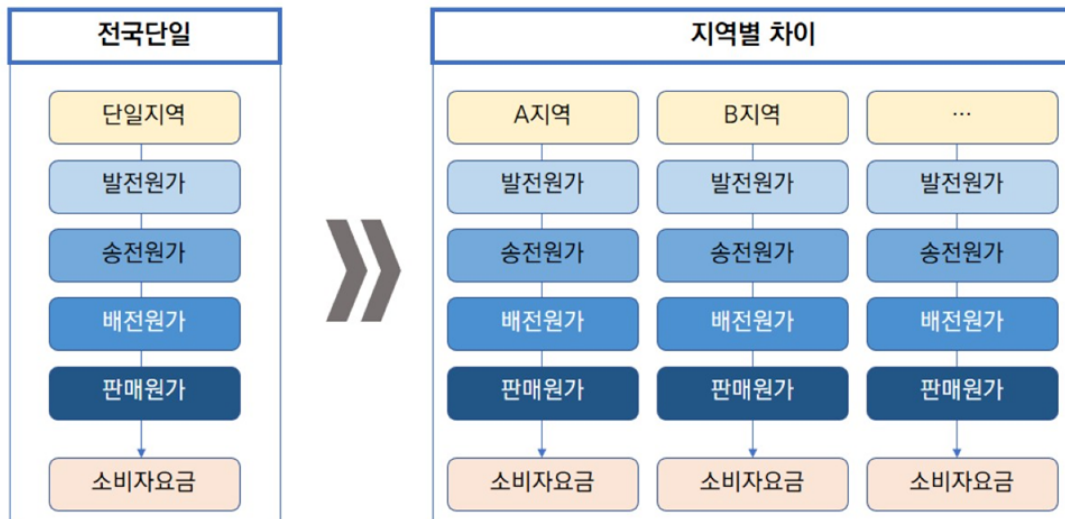 전국단일
단일지역
발전원가
송전원가
배전원가
판매원가
소비자요금
지역별 차이
A지역
B지역
…
발전원가
발전원가
발전원가
송전원가
송전원가
송전원가
배전원가
배전원가
배전원가
판매원가
판매원가
판매원가
소비자요금
소비자요금
소비자요금